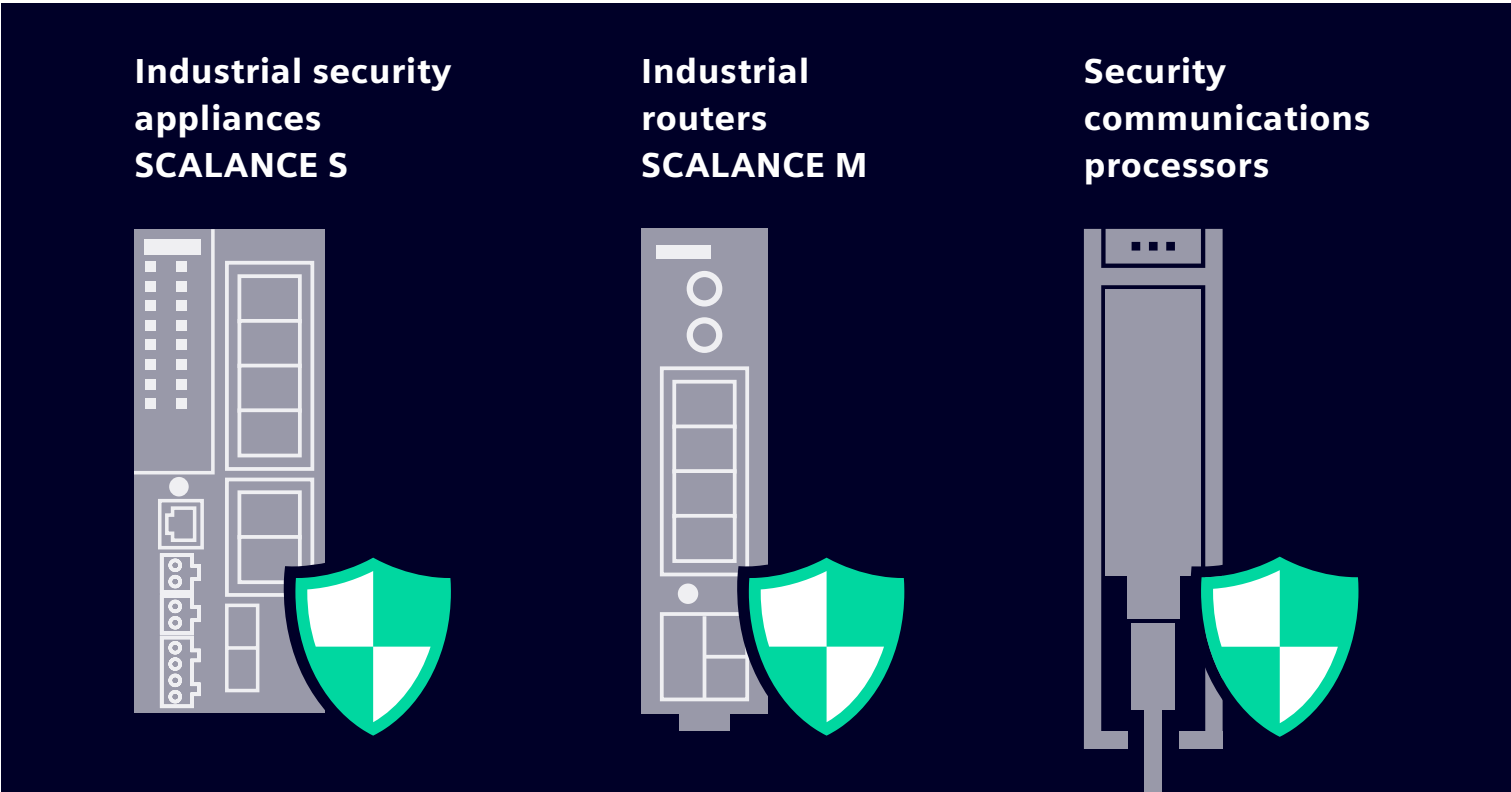 Industrial security
appliances
SCALANCE S
Industrial
routers
SCALANCE M
Security
communications
processors